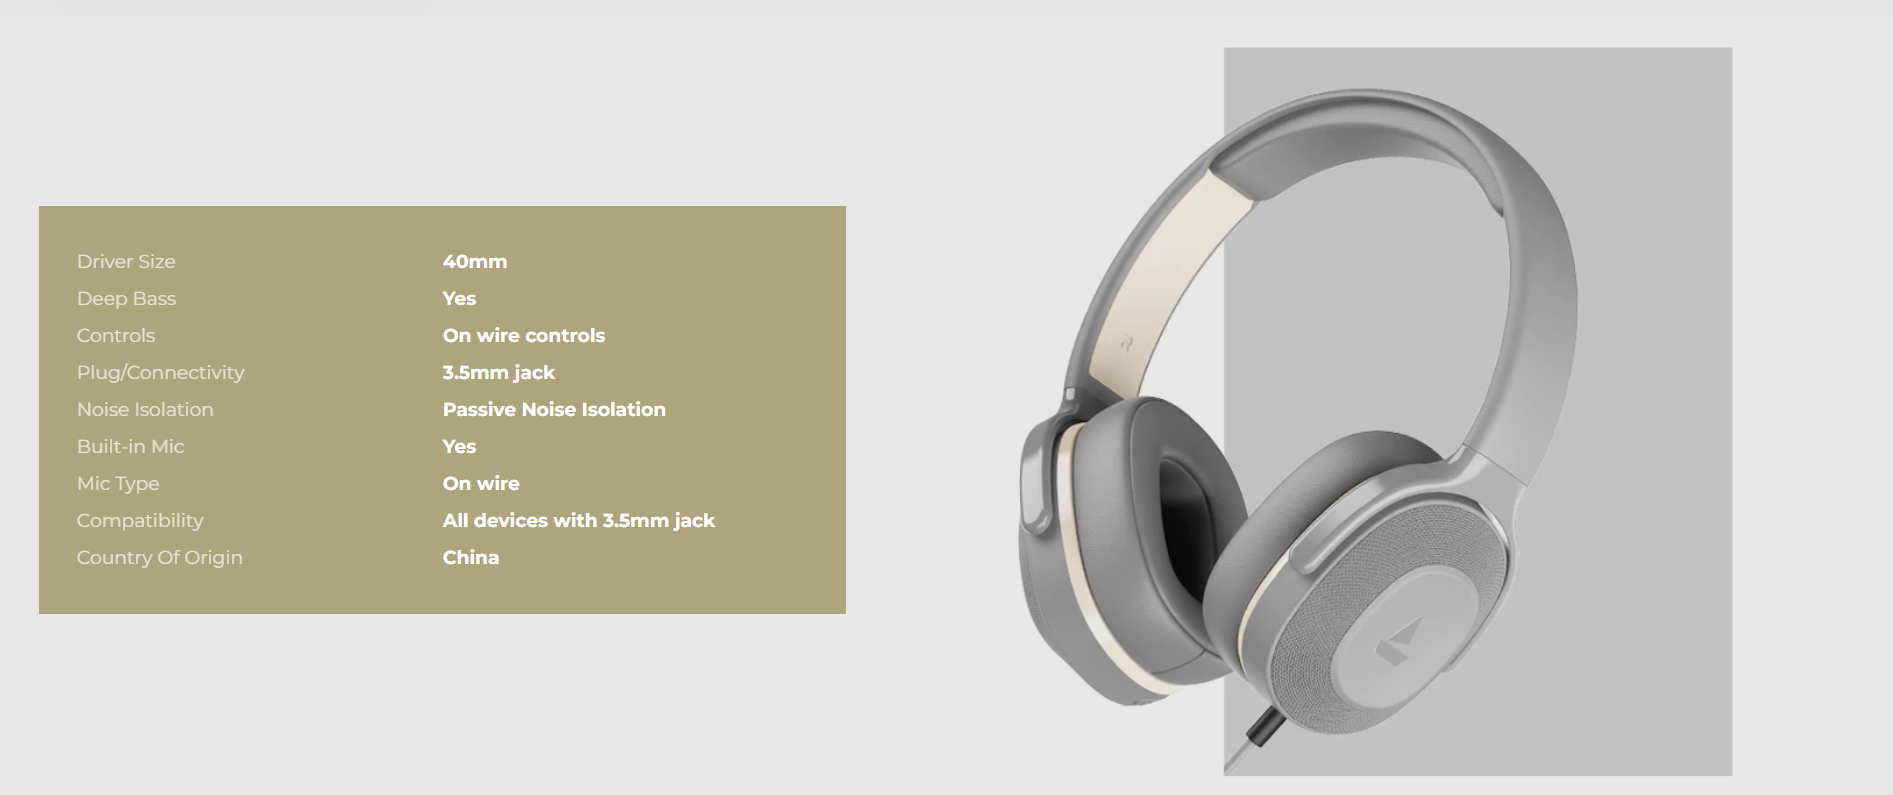 Driver Size 40mm
Deep Bass Yes
Controls On wire controls
Plug/Connectivity 3.5mm jack
Noise Isolation Passive Noise Isolation
Built-in Mic Yes
Mic Type On wire
Compatibility All devices with 3.5mm jack
Country Of Origin China
R